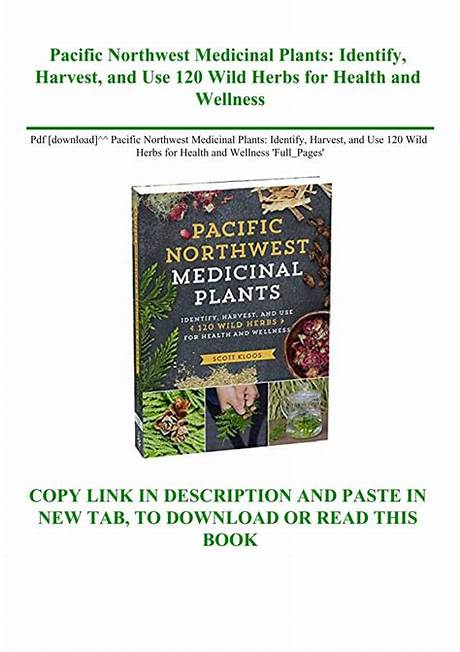 Pacific Northwest Medicinal Plants: Identify,
Harvest, and Use 120 Wild Herbs for Health and
Wellness
Pdf [download]^^ Pacific Northwest Medicinal Plants: Identify, Harvest, and Use 120 Wild
Herbs for Health and Wellness 'Full_Pages'
PACIFIC
NORTHWEST
MEDICINAL
PLANTS
IDENTIFY, HARVEST, AND USE
120 WILD HERBS
FOR HEALTH AND WELLNESS
SCOTT KLOOS
COPY LINK IN DESCRIPTION AND PASTE IN
NEW TAB, TO DOWNLOAD OR READ THIS
BOOK